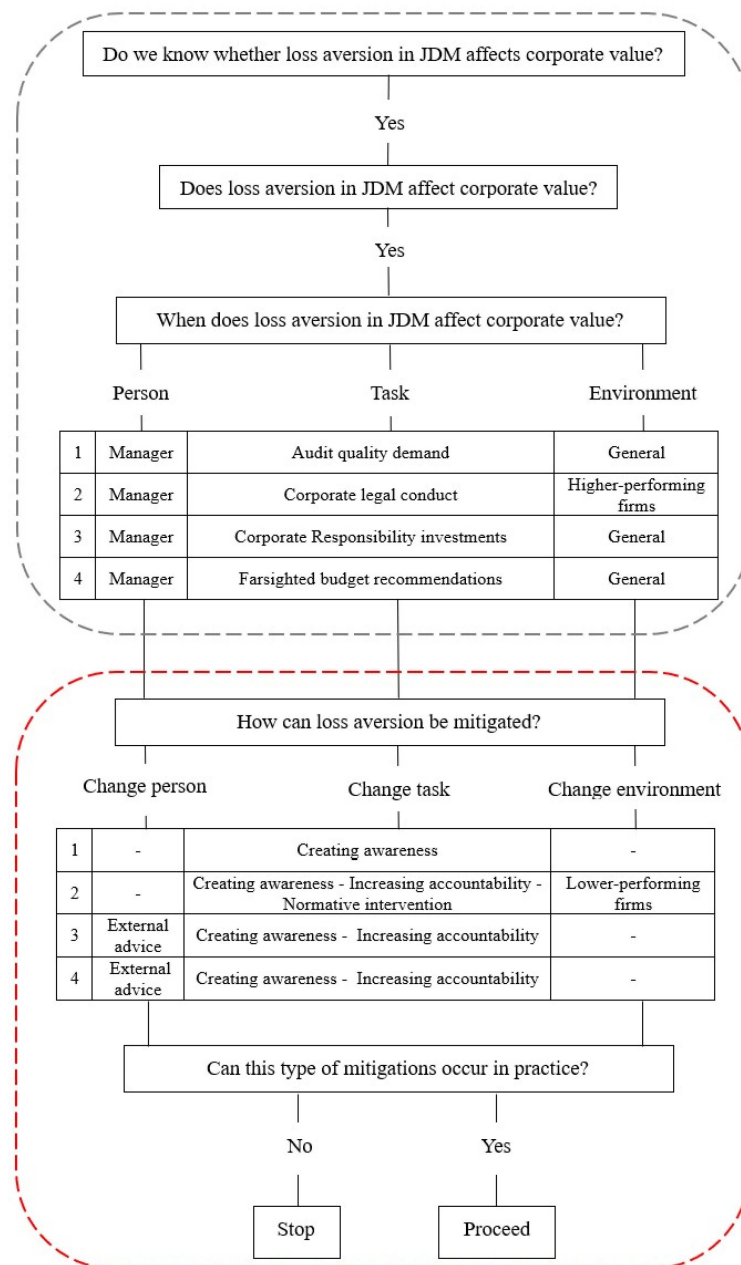 Do we know whether loss aversion in JDM affects corporate value?
Yes
Does loss aversion in JDM affect corporate value?
Yes
When does loss aversion in JDM affect corporate value?
Person Task Environment
1 Manager Audit quality demand General
2 Manager Corporate legal conduct Higher-performing
firms
3 Manager Corporate Responsibility investments General
4 Manager Farsighted budget recommendations General
How can loss aversion be mitigated?
Change person Change task Change environment
1 - Creating awareness -
2 - Creating awareness - Increasing accountability - Lower-performing
Normative intervention firms
3 External Creating awareness - Increasing accountability -
advice
4 External Creating awareness - Increasing accountability -
advice
Can this type of mitigations occur in practice?
No Yes
Stop Proceed